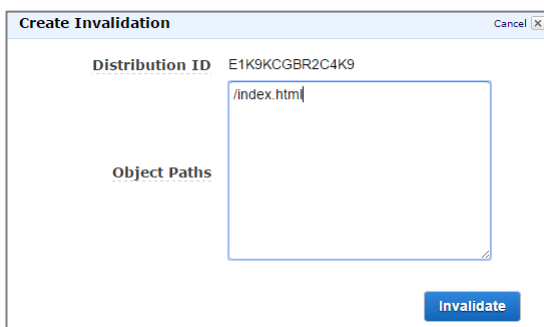 Create Invalidation
Cancel X
Distribution ID E1K9KCGBR2C4K9
/index.html
Object Paths
Invalidate